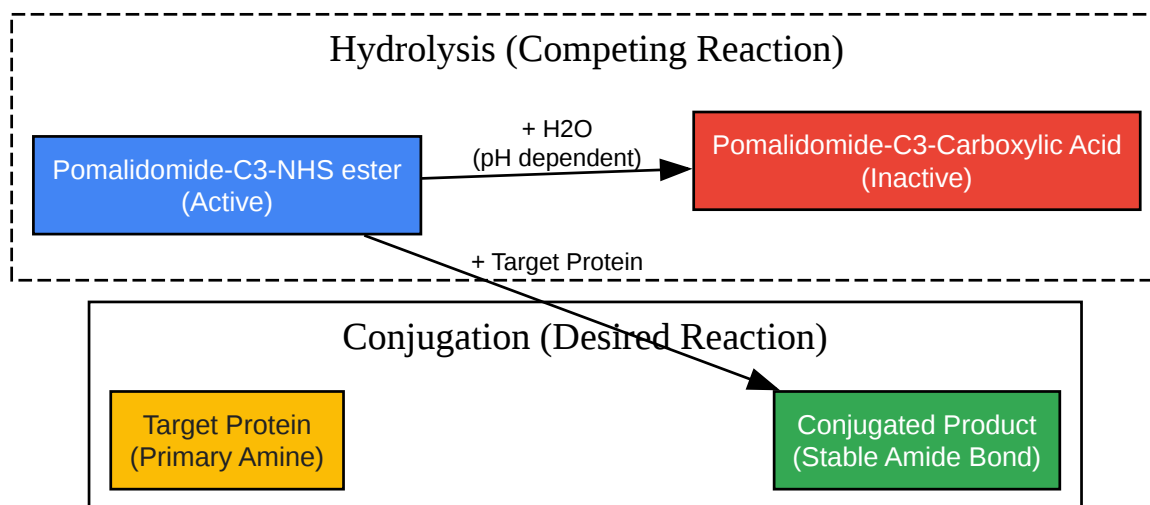 Hydrolysis (Competing Reaction)
+ H2O
(pH dependent)
Pomalidomide-C3-NHS ester
(Active)
Pomalidomide-C3-Carboxylic Acid
(Inactive)
+ Target Protein
Conjugation (Desired Reaction)
Target Protein
(Primary Amine)
Conjugated Product
(Stable Amide Bond)